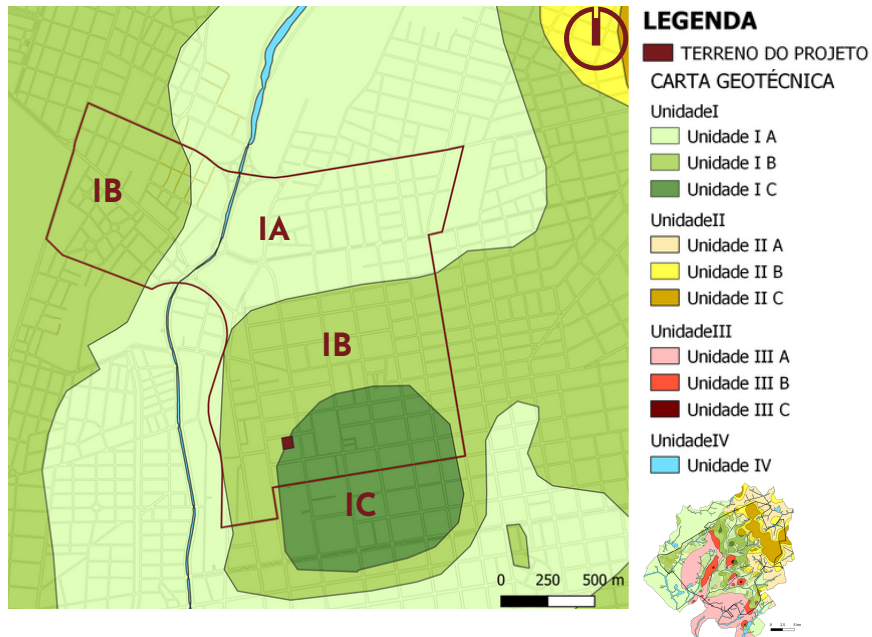 IB
IA
IB
IC
0 250 500 m
LEGENDA
TERRENO DO PROJETO
CARTA GEOTÉCNICA
UnidadeI
Unidade I A
Unidade I B
Unidade I C
UnidadeII
Unidade II A
Unidade II B
Unidade II C
UnidadeIII
Unidade III A
Unidade III B
Unidade III C
UnidadeIV
Unidade IV